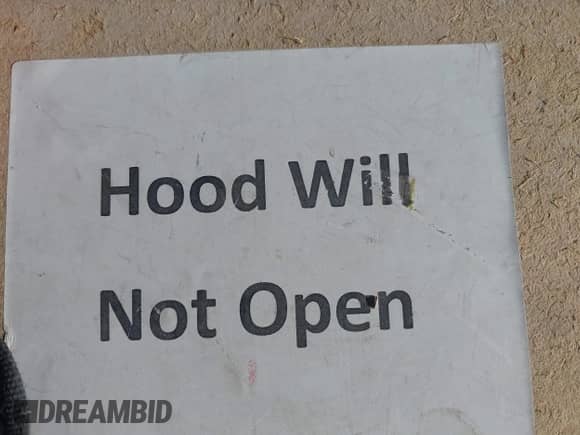 Hood Will
Not Open
DREAMBID